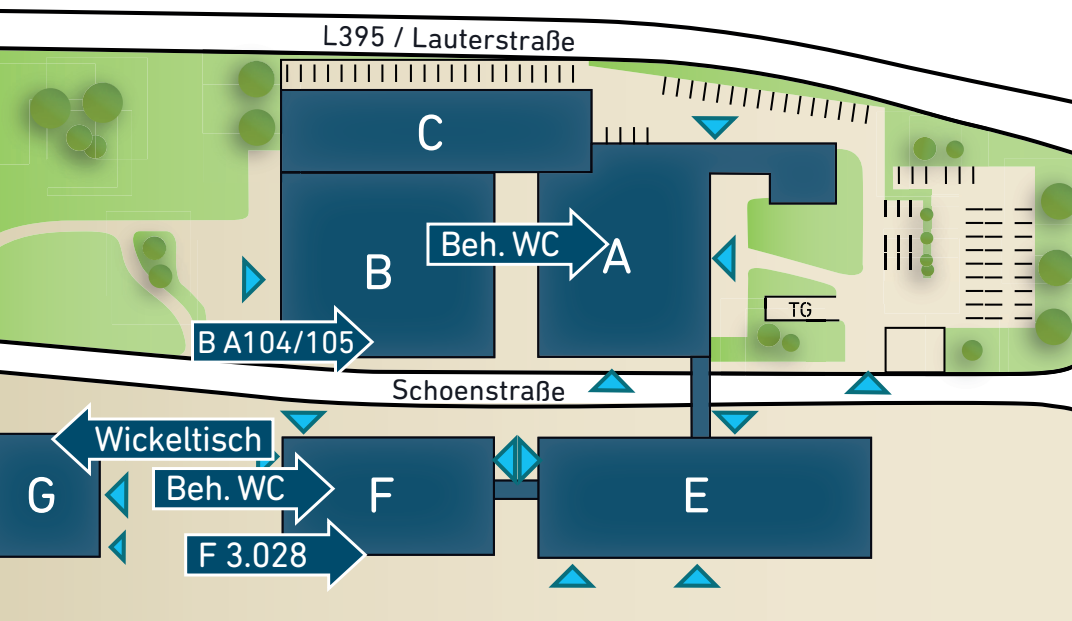 L395 / Lauterstraße
C
Beh. WC
A
B
TG
B A104/105
Schoenstraße
Wickeltisch
G
Beh. WC
F
E
F 3.028